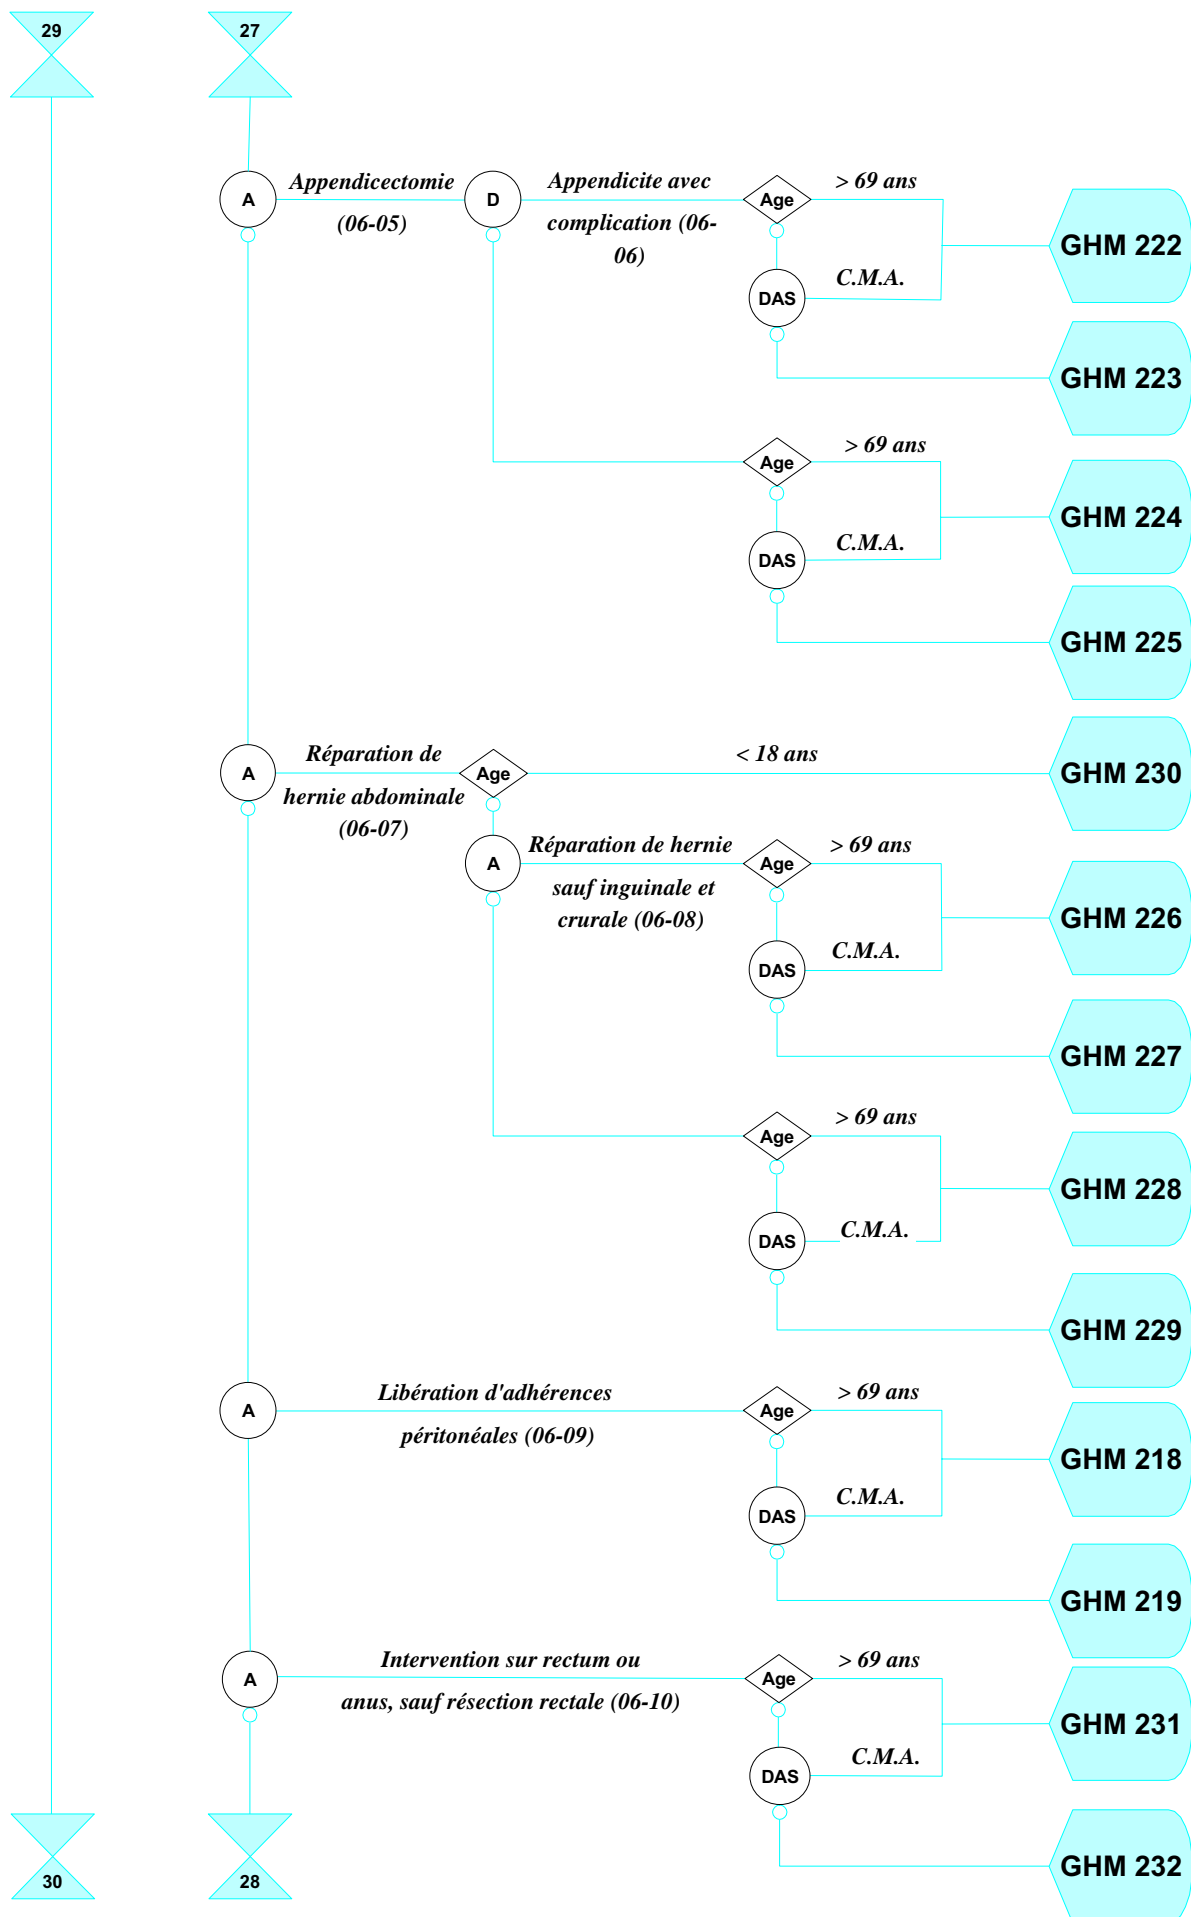 29
27
A
Appendicectomie
(06-05)
D
Appendicite avec
complication (06-
06)
Age
> 69 ans
GHM 222
DAS
C.M.A.
GHM 223
Age
> 69 ans
GHM 224
DAS
C.M.A.
GHM 225
A
Réparation de
hernie abdominale
(06-07)
Age
< 18 ans
GHM 230
A
Réparation de hernie
sauf inguinale et
crurale (06-08)
Age
> 69 ans
GHM 226
DAS
C.M.A.
GHM 227
Age
> 69 ans
GHM 228
DAS
C.M.A.
GHM 229
A
Libération d'adhérences
péritonéales (06-09)
Age
> 69 ans
GHM 218
DAS
C.M.A.
GHM 219
A
Intervention sur rectum ou
anus, sauf résection rectale (06-10)
Age
> 69 ans
GHM 231
DAS
C.M.A.
GHM 232
30
28